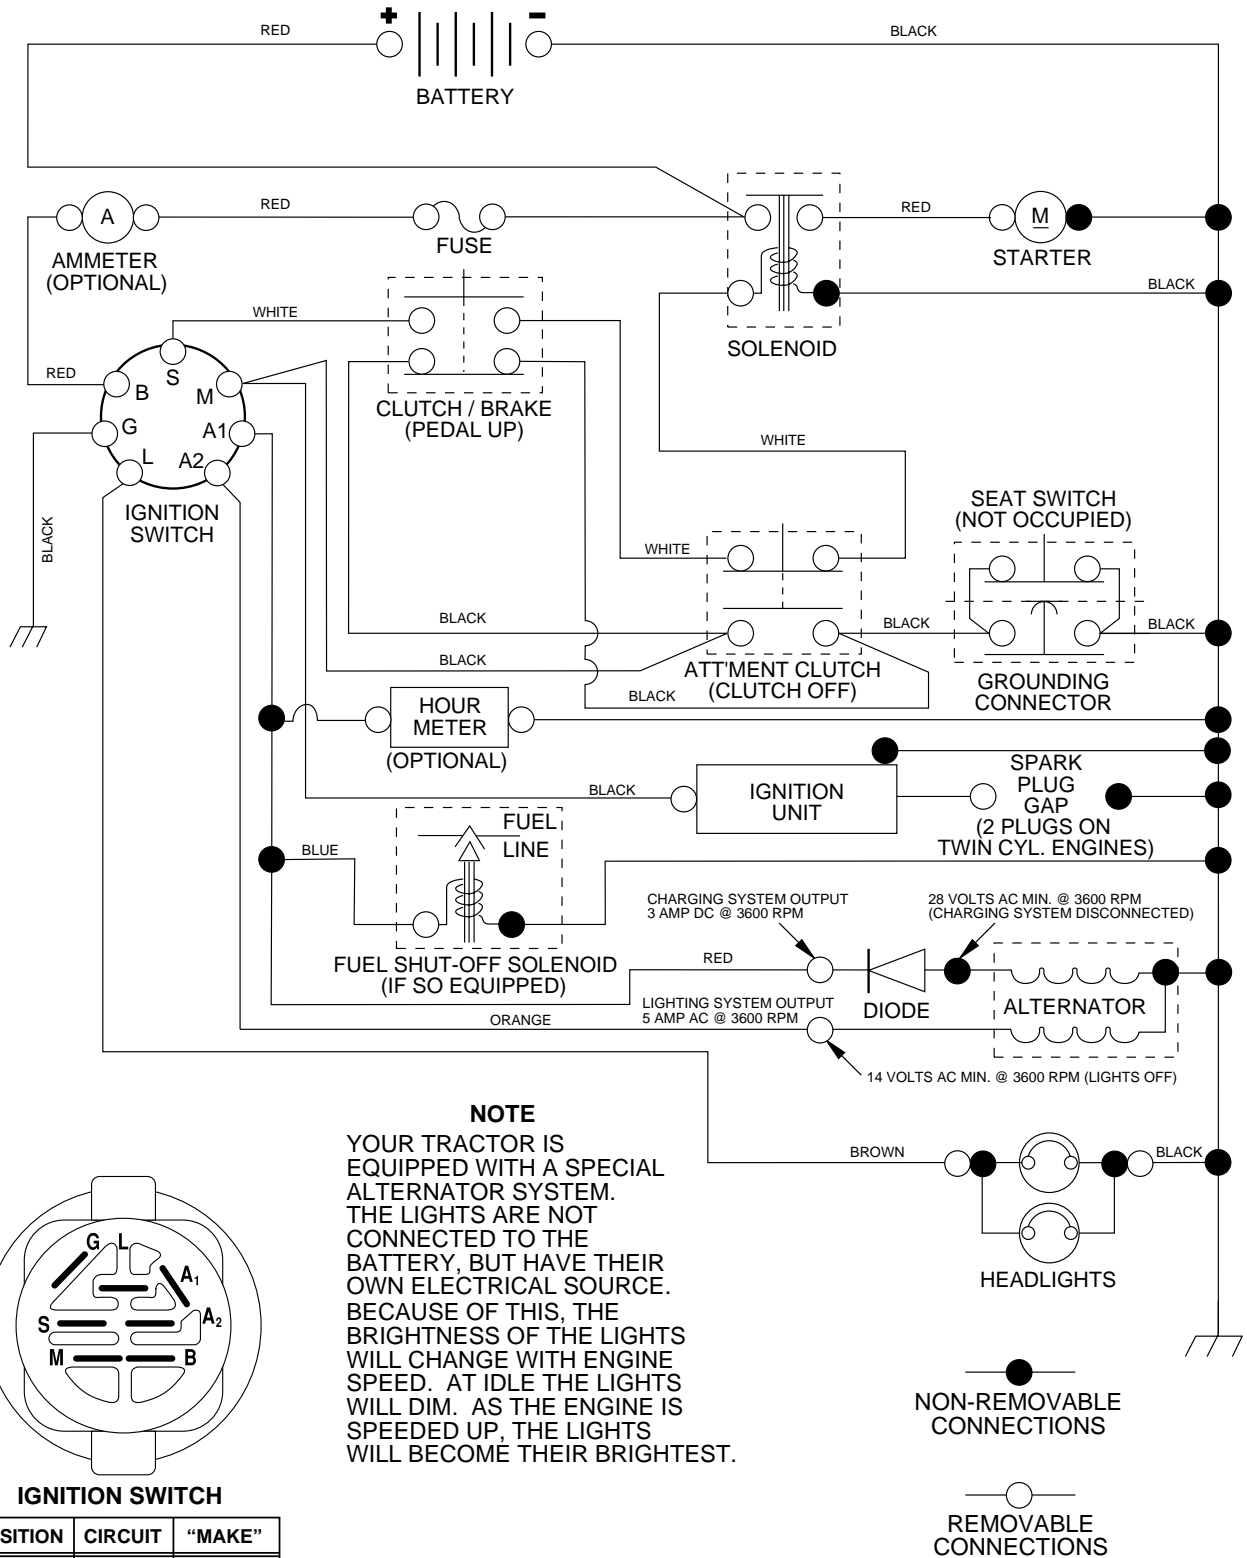 + −
RED
BLACK
BATTERY
A
RED
FUSE
RED
M
AMMETER
(OPTIONAL)
STARTER
WHITE
BLACK
SOLENOID
RED
S
B
M
G
A1
L
A2
CLUTCH / BRAKE
(PEDAL UP)
WHITE
IGNITION
SWITCH
BLACK
SEAT SWITCH
(NOT OCCUPIED)
WHITE
BLACK
BLACK
BLACK
BLACK
ATT'MENT CLUTCH
(CLUTCH OFF)
GROUNDING
CONNECTOR
BLACK
HOUR
METER
(OPTIONAL)
BLACK
IGNITION
UNIT
SPARK
PLUG
GAP
(2 PLUGS ON
TWIN CYL. ENGINES)
FUEL
LINE
BLUE
FUEL SHUT-OFF SOLENOID
(IF SO EQUIPPED)
CHARGING SYSTEM OUTPUT
3 AMP DC @ 3600 RPM
28 VOLTS AC MIN. @ 3600 RPM
(CHARGING SYSTEM DISCONNECTED)
RED
DIODE
ALTERNATOR
LIGHTING SYSTEM OUTPUT
5 AMP AC @ 3600 RPM
ORANGE
14 VOLTS AC MIN. @ 3600 RPM (LIGHTS OFF)
NOTE
YOUR TRACTOR IS
EQUIPPED WITH A SPECIAL
ALTERNATOR SYSTEM.
THE LIGHTS ARE NOT
CONNECTED TO THE
BATTERY, BUT HAVE THEIR
OWN ELECTRICAL SOURCE.
BECAUSE OF THIS, THE
BRIGHTNESS OF THE LIGHTS
WILL CHANGE WITH ENGINE
SPEED. AT IDLE THE LIGHTS
WILL DIM. AS THE ENGINE IS
SPEEDED UP, THE LIGHTS
WILL BECOME THEIR BRIGHTEST.
BROWN
BLACK
HEADLIGHTS
G L
A1
S
A2
M
B
IGNITION SWITCH
SITION CIRCUIT “MAKE”
NON-REMOVABLE
CONNECTIONS
REMOVABLE
CONNECTIONS